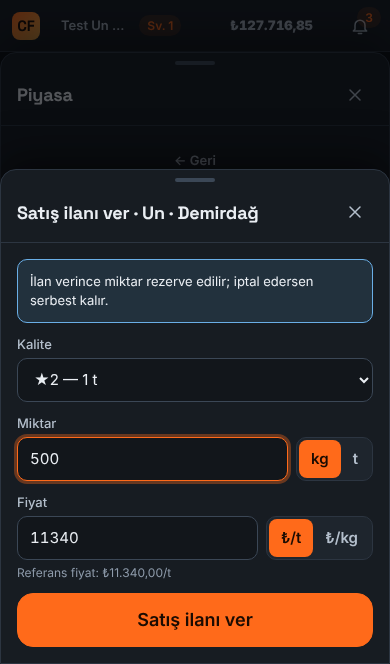 CF Test Un ... Sv. 1 ₺127.716,85 3
Piyasa
← Geri
Satış ilanı ver · Un · Demirdağ
İlan verince miktar rezerve edilir; iptal edersen
serbest kalır.
Kalite
★2 — 1 t
Miktar
500 kg t
Fiyat
11340 ₺/t ₺/kg
Referans fiyat: ₺11.340,00/t
Satış ilanı ver